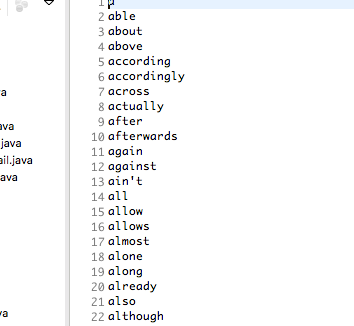 va
ava
.java
ail.java
ava
va
1 a
2 able
3 about
4 above
5 according
6 accordingly
7 across
8 actually
9 after
10 afterwards
11 again
12 against
13 ain't
14 all
15 allow
16 allows
17 almost
18 alone
19 along
20 already
21 also
22 although